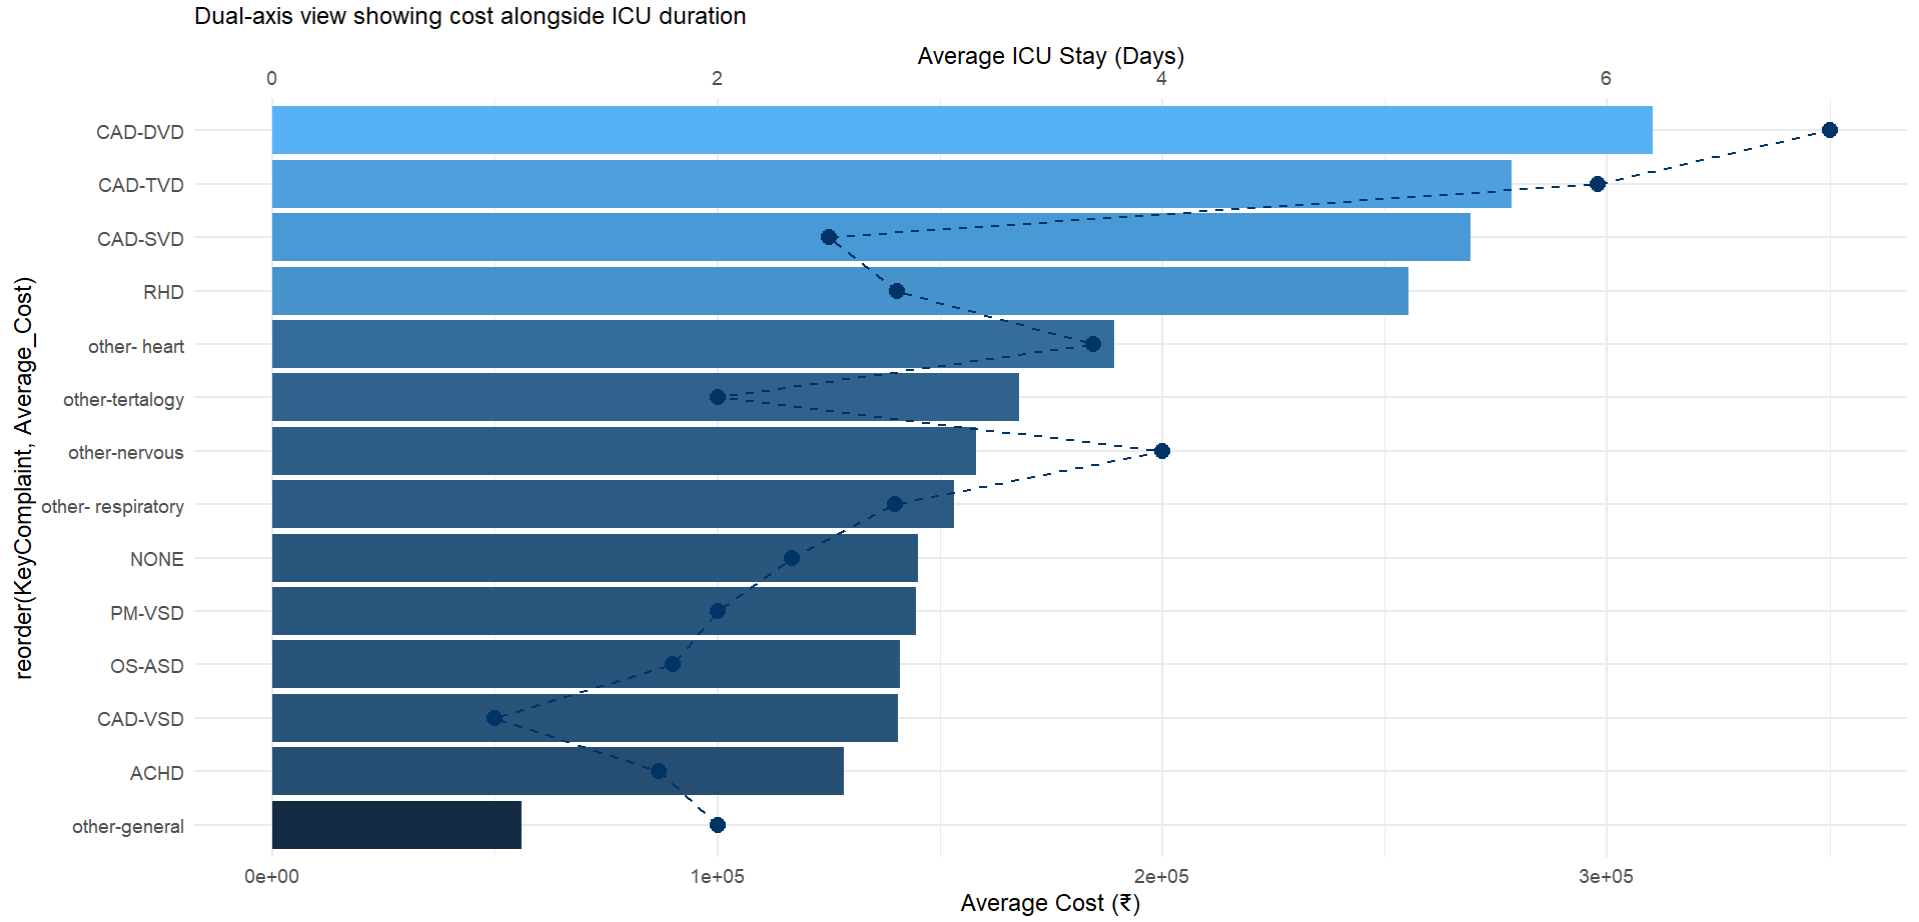 Dual-axis view showing cost alongside ICU duration
Average ICU Stay (Days)
0 2 4 6
reorder(KeyComplaint, Average_Cost)
CAD-DVD
CAD-TVD
CAD-SVD
RHD
other- heart
other-tertalogy
other-nervous
other- respiratory
NONE
PM-VSD
OS-ASD
CAD-VSD
ACHD
other-general
0e+00 1e+05 2e+05 3e+05
Average Cost (₹)